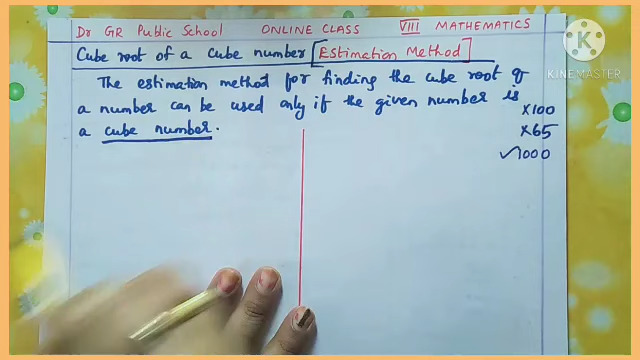 Dr GR Public School ONLINE CLASS VIII MATHEMATICS
Cube root of a cube number [Estimation Method]
The estimation method for finding the cube root of
a number can be used only if the given number is
a cube number.
×100
×65
✓1000
KINEMASTER